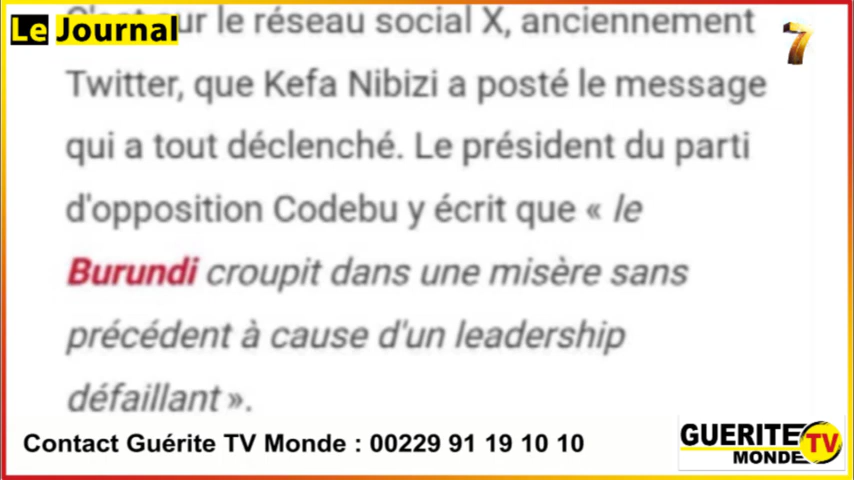 Le Journal
7
C'est sur le réseau social X, anciennement
Twitter, que Kefa Nibizi a posté le message
qui a tout déclenché. Le président du parti
d'opposition Codebu y écrit que « le
Burundi croupit dans une misère sans
précédent à cause d'un leadership
défaillant ».
Contact Guérite TV Monde : 00229 91 19 10 10
GUERITE TV
MONDE